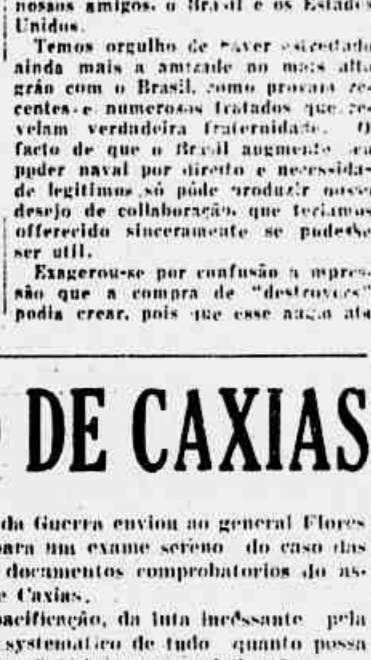 nossos amigos, o Brasil e os Estados
Unidos.
Temos orgulho de haver estreitado
ainda mais a amizade no mais alto
gráo com o Brasil, como provam re-
centes e numerosos tratados que re-
velam verdadeira fraternidade. O
facto de que o Brasil augmente seu
poder naval por direito e necessida-
de legitimos só póde produzir nosso
desejo de collaboração, que teriamos
offerecido sinceramente se pudesse
ser util.
Exagerou-se por confusão a impres-
são que a compra de "destroyers"
podia crear, pois que esse
DE CAXIAS
da Guerra enviou ao general Flores
para um exame sereno do caso das
documentos comprobatorios do as-
e Caxias.
pacificação, da luta incessante pela
systematico de tudo quanto possa